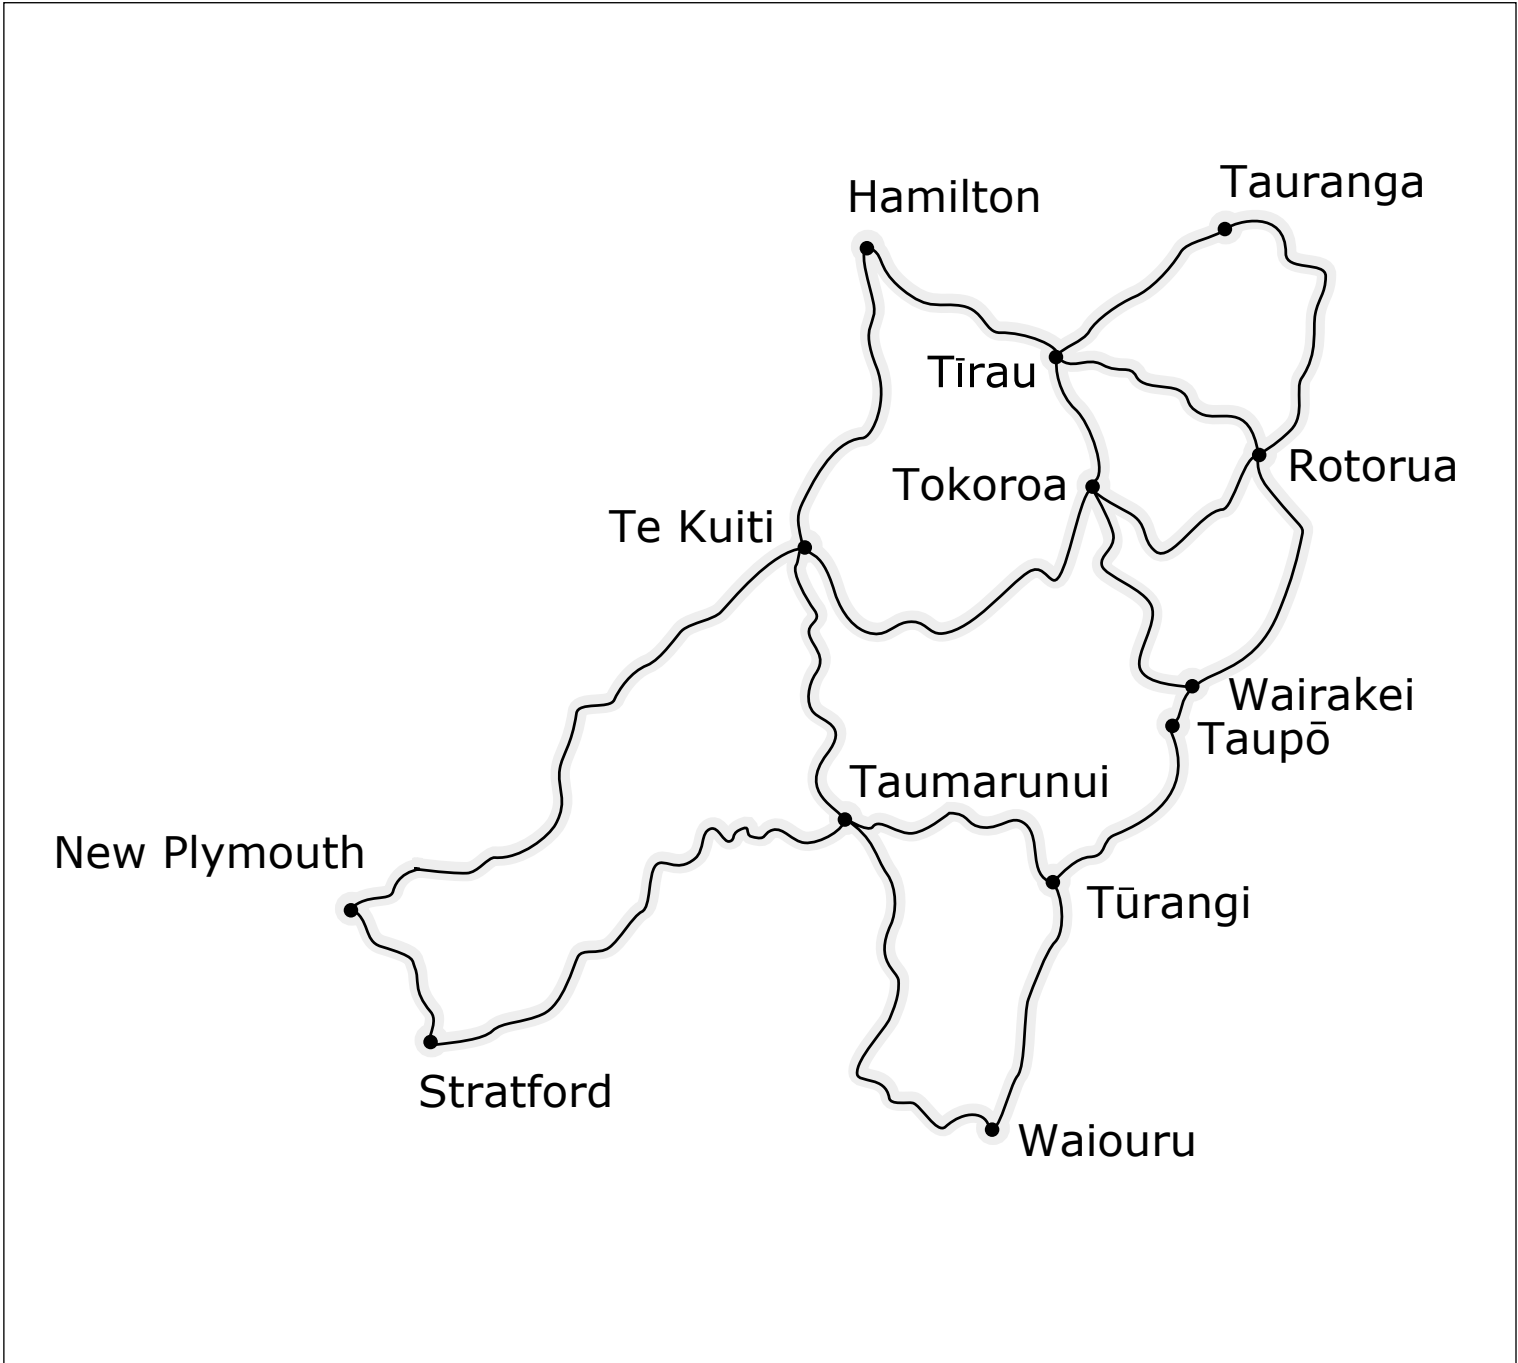 Tauranga
Hamilton
Tīrau
Rotorua
Tokoroa
Te Kuiti
Wairakei
Taupō
Taumarunui
New Plymouth
Tūrangi
Stratford
Waiouru